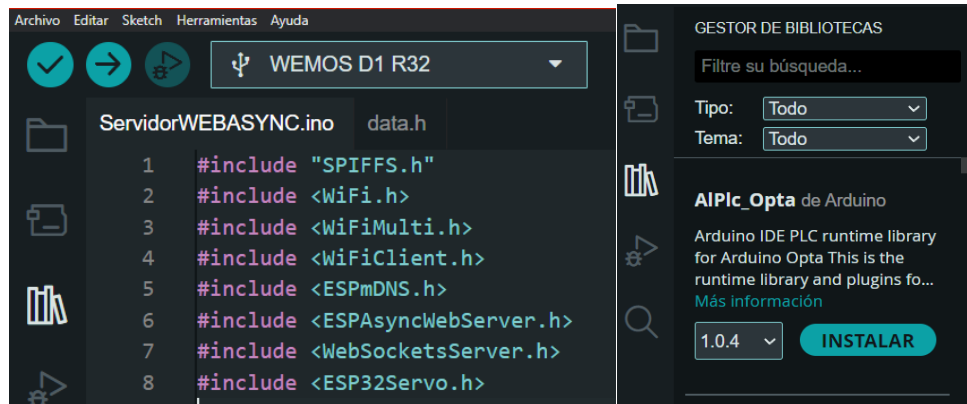 Archivo Editar Sketch Herramientas Ayuda
WEMOS D1 R32
ServidorWEBASYNC.ino data.h
1 #include "SPIFFS.h"
2 #include <WiFi.h>
3 #include <WiFiMulti.h>
4 #include <WiFiClient.h>
5 #include <ESPmDNS.h>
6 #include <ESPAsyncWebServer.h>
7 #include <WebSocketsServer.h>
8 #include <ESP32Servo.h>
GESTOR DE BIBLIOTECAS
Filtre su búsqueda...
Tipo: Todo
Tema: Todo
AIPlc_Opta de Arduino
Arduino IDE PLC runtime library
for Arduino Opta This is the
runtime library and plugins fo...
Más información
1.0.4 INSTALAR